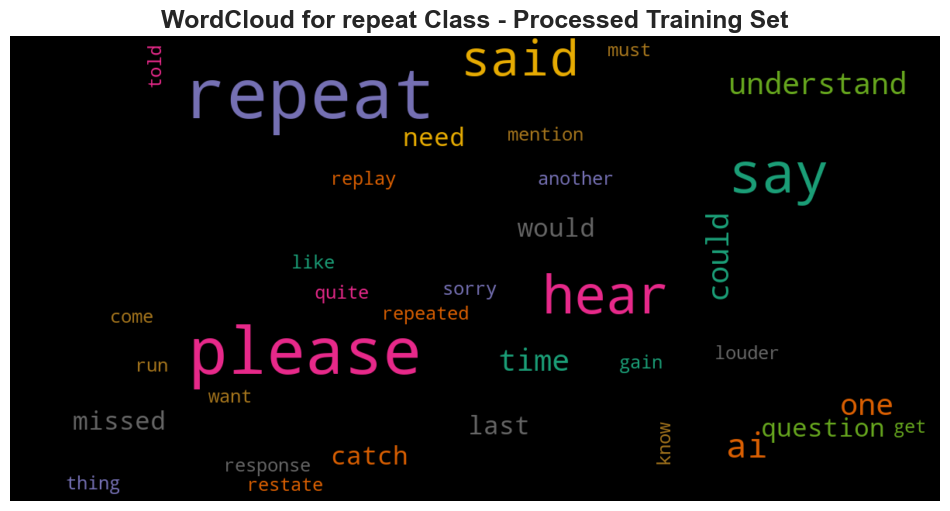 WordCloud for repeat Class - Processed Training Set
told
repeat
said
must
understand
need
mention
replay
another
say
would
could
like
quite
sorry
hear
come
repeated
please
time
gain
louder
run
want
missed
last
know
one
question
get
ai
catch
response
thing
restate